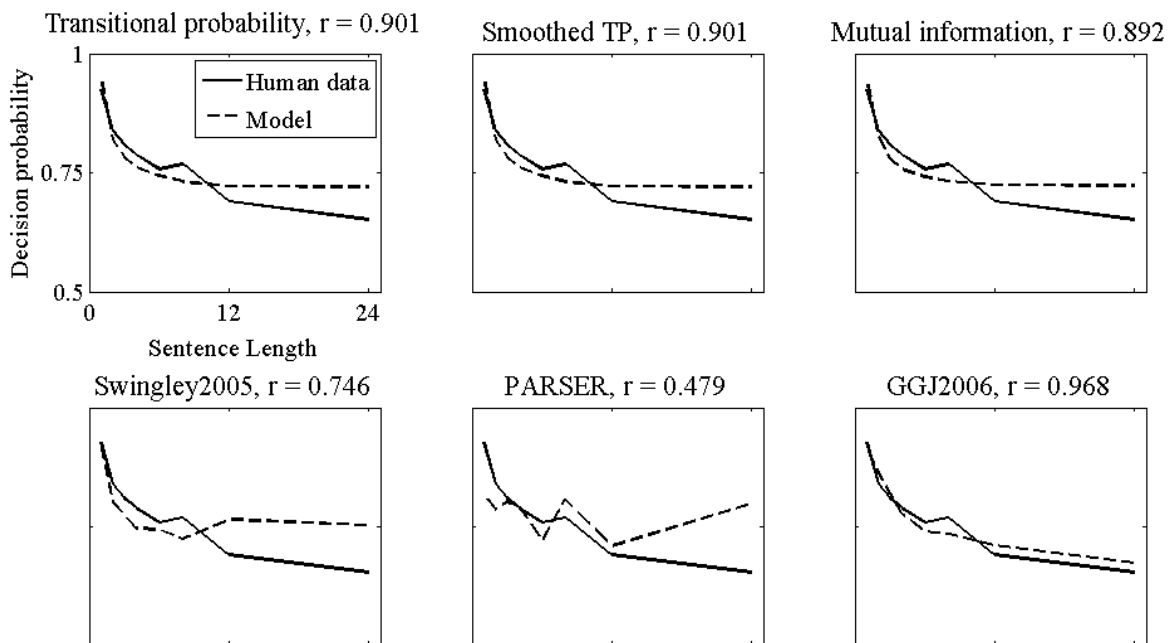 Transitional probability, r = 0.901
Smoothed TP, r = 0.901
Mutual information, r = 0.892
Decision probability
1
0.75
0.5
Human data
Model
0
12
24
Sentence Length
Swingley2005, r = 0.746
PARSER, r = 0.479
GGJ2006, r = 0.968